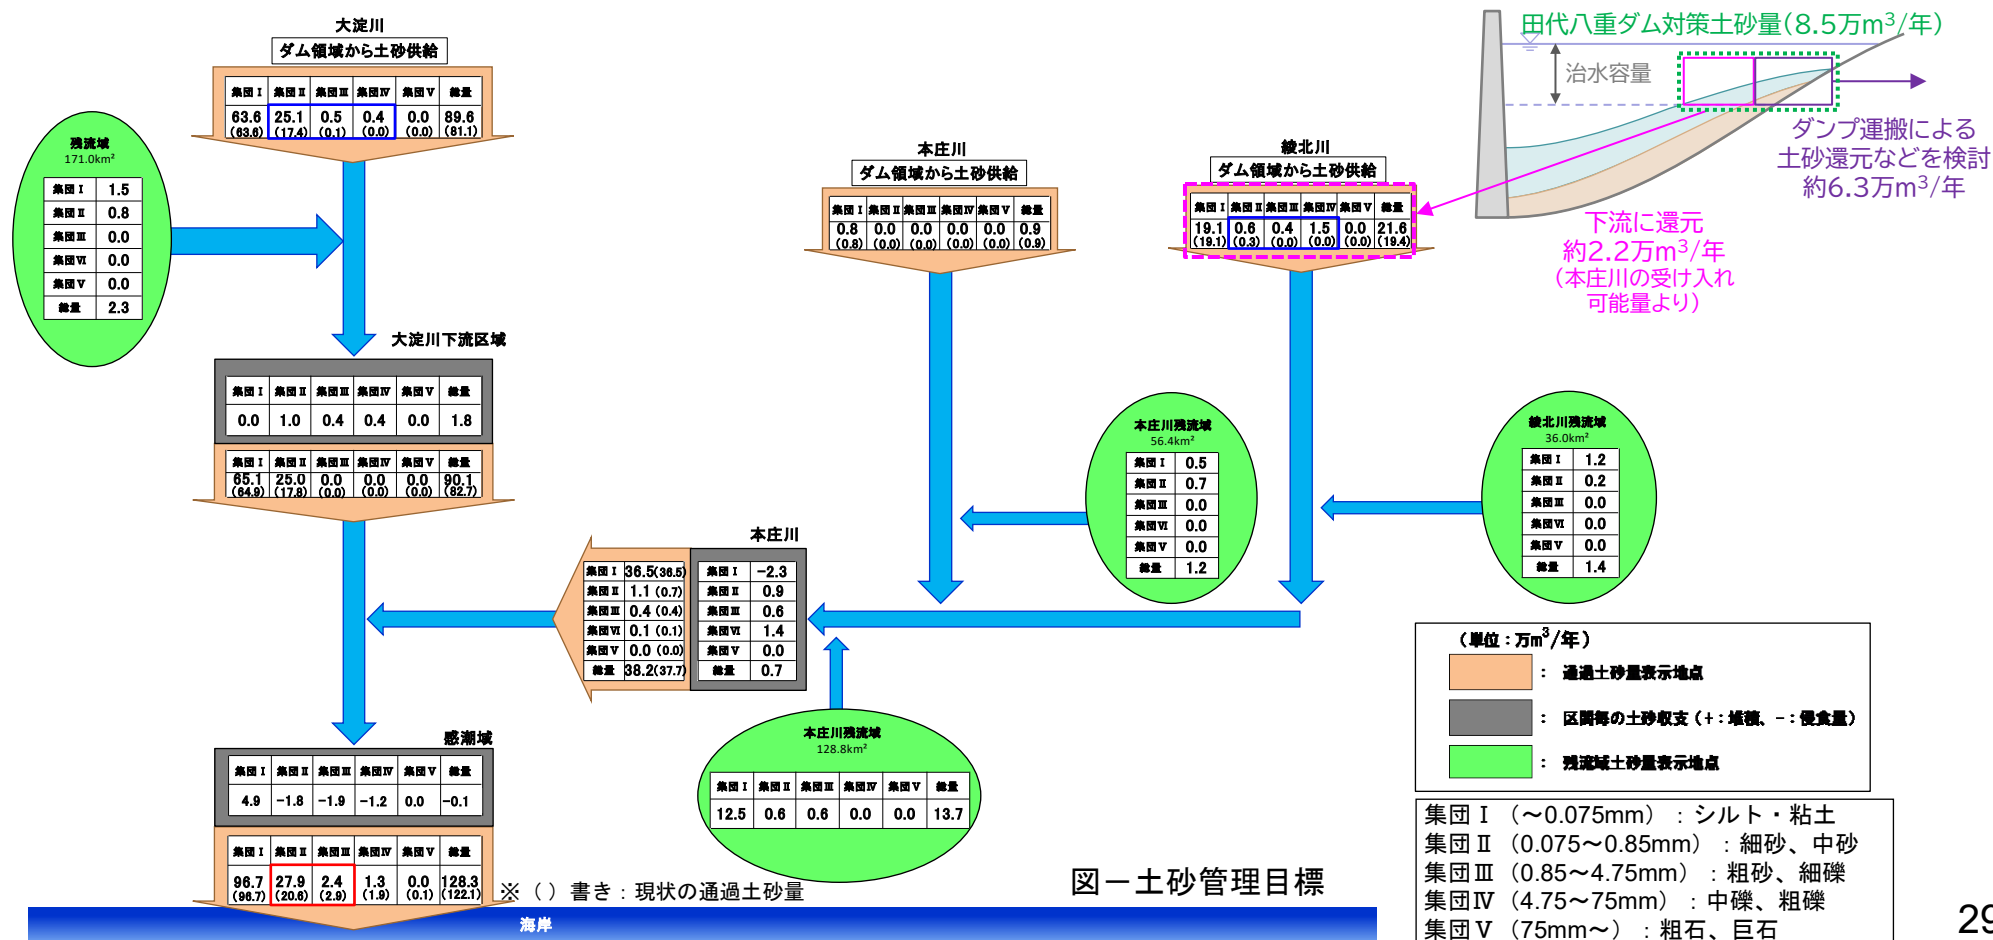 大淀川
ダム領域から土砂供給
集団Ⅰ 集団Ⅱ 集団Ⅲ 集団Ⅳ 集団Ⅴ 総量
63.6 25.1 0.5 0.4 0.0 89.6
(63.6) (17.4) (0.1) (0.0) (0.0) (81.1)
残流域
171.0km²
集団Ⅰ 1.5
集団Ⅱ 0.8
集団Ⅲ 0.0
集団Ⅵ 0.0
集団Ⅴ 0.0
総量 2.3
大淀川下流区域
集団Ⅰ 集団Ⅱ 集団Ⅲ 集団Ⅳ 集団Ⅴ 総量
0.0 1.0 0.4 0.4 0.0 1.8
集団Ⅰ 集団Ⅱ 集団Ⅲ 集団Ⅳ 集団Ⅴ 総量
65.1 25.0 0.0 0.0 0.0 90.1
(64.9) (17.8) (0.0) (0.0) (0.0) (82.7)
本庄川
ダム領域から土砂供給
集団Ⅰ 集団Ⅱ 集団Ⅲ 集団Ⅳ 集団Ⅴ 総量
0.8 0.0 0.0 0.0 0.0 0.9
(0.8) (0.0) (0.0) (0.0) (0.0) (0.9)
綾北川
ダム領域から土砂供給
集団Ⅰ 集団Ⅱ 集団Ⅲ 集団Ⅳ 集団Ⅴ 総量
19.1 0.6 0.4 1.5 0.0 21.6
(19.1) (0.3) (0.0) (0.0) (0.0) (19.4)
田代八重ダム対策土砂量(8.5万m³/年)
治水容量
ダンプ運搬による
土砂還元などを検討
約6.3万m³/年
下流に還元
約2.2万m³/年
(本庄川の受け入れ
可能量より)
本庄川残流域
56.4km²
集団Ⅰ 0.5
集団Ⅱ 0.7
集団Ⅲ 0.0
集団Ⅵ 0.0
集団Ⅴ 0.0
総量 1.2
綾北川残流域
36.0km²
集団Ⅰ 1.2
集団Ⅱ 0.2
集団Ⅲ 0.0
集団Ⅵ 0.0
集団Ⅴ 0.0
総量 1.4
本庄川
集団Ⅰ 36.5(36.5) 集団Ⅰ −2.3
集団Ⅱ 1.1 (0.7) 集団Ⅱ 0.9
集団Ⅲ 0.4 (0.4) 集団Ⅲ 0.6
集団Ⅵ 0.1 (0.1) 集団Ⅵ 1.4
集団Ⅴ 0.0 (0.0) 集団Ⅴ 0.0
総量 38.2(37.7) 総量 0.7
本庄川残流域
128.8km²
集団Ⅰ 集団Ⅱ 集団Ⅲ 集団Ⅳ 集団Ⅴ 総量
12.5 0.6 0.6 0.0 0.0 13.7
感潮域
集団Ⅰ 集団Ⅱ 集団Ⅲ 集団Ⅳ 集団Ⅴ 総量
4.9 −1.8 −1.9 −1.2 0.0 −0.1
集団Ⅰ 集団Ⅱ 集団Ⅲ 集団Ⅳ 集団Ⅴ 総量
96.7 27.9 2.4 1.3 0.0 128.3
(96.7) (20.6) (2.9) (1.9) (0.1) (122.1)
※（）書き：現状の通過土砂量
海岸
図－土砂管理目標
(単位：万m³/年)
： 通過土砂量表示地点
： 区間毎の土砂収支（+：堆積、−：侵食量）
： 残流域土砂量表示地点
集団Ⅰ （～0.075mm）：シルト・粘土
集団Ⅱ （0.075～0.85mm）：細砂、中砂
集団Ⅲ （0.85～4.75mm）：粗砂、細礫
集団Ⅳ （4.75～75mm）：中礫、粗礫
集団Ⅴ （75mm～）：粗石、巨石
29